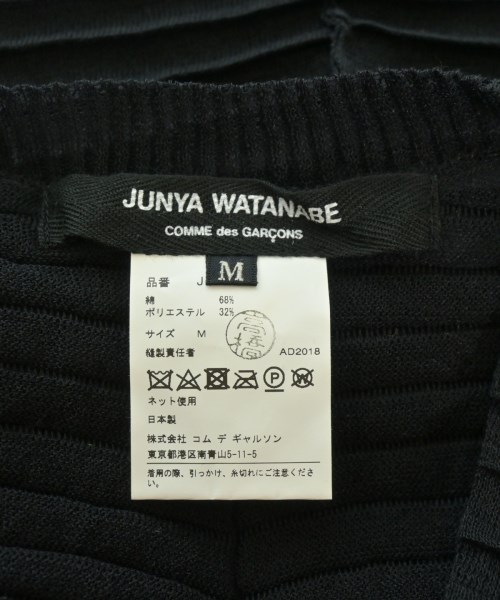 JUNYA WATANABE
COMME des GARÇONS
M
品番 J
綿 68%
ポリエステル 32%
サイズ M
縫製責任者 AD2018
ネット使用
日本製
株式会社 コム デ ギャルソン
東京都港区南青山5-11-5
着用の際、引っかけ、糸切れにご注意ください。